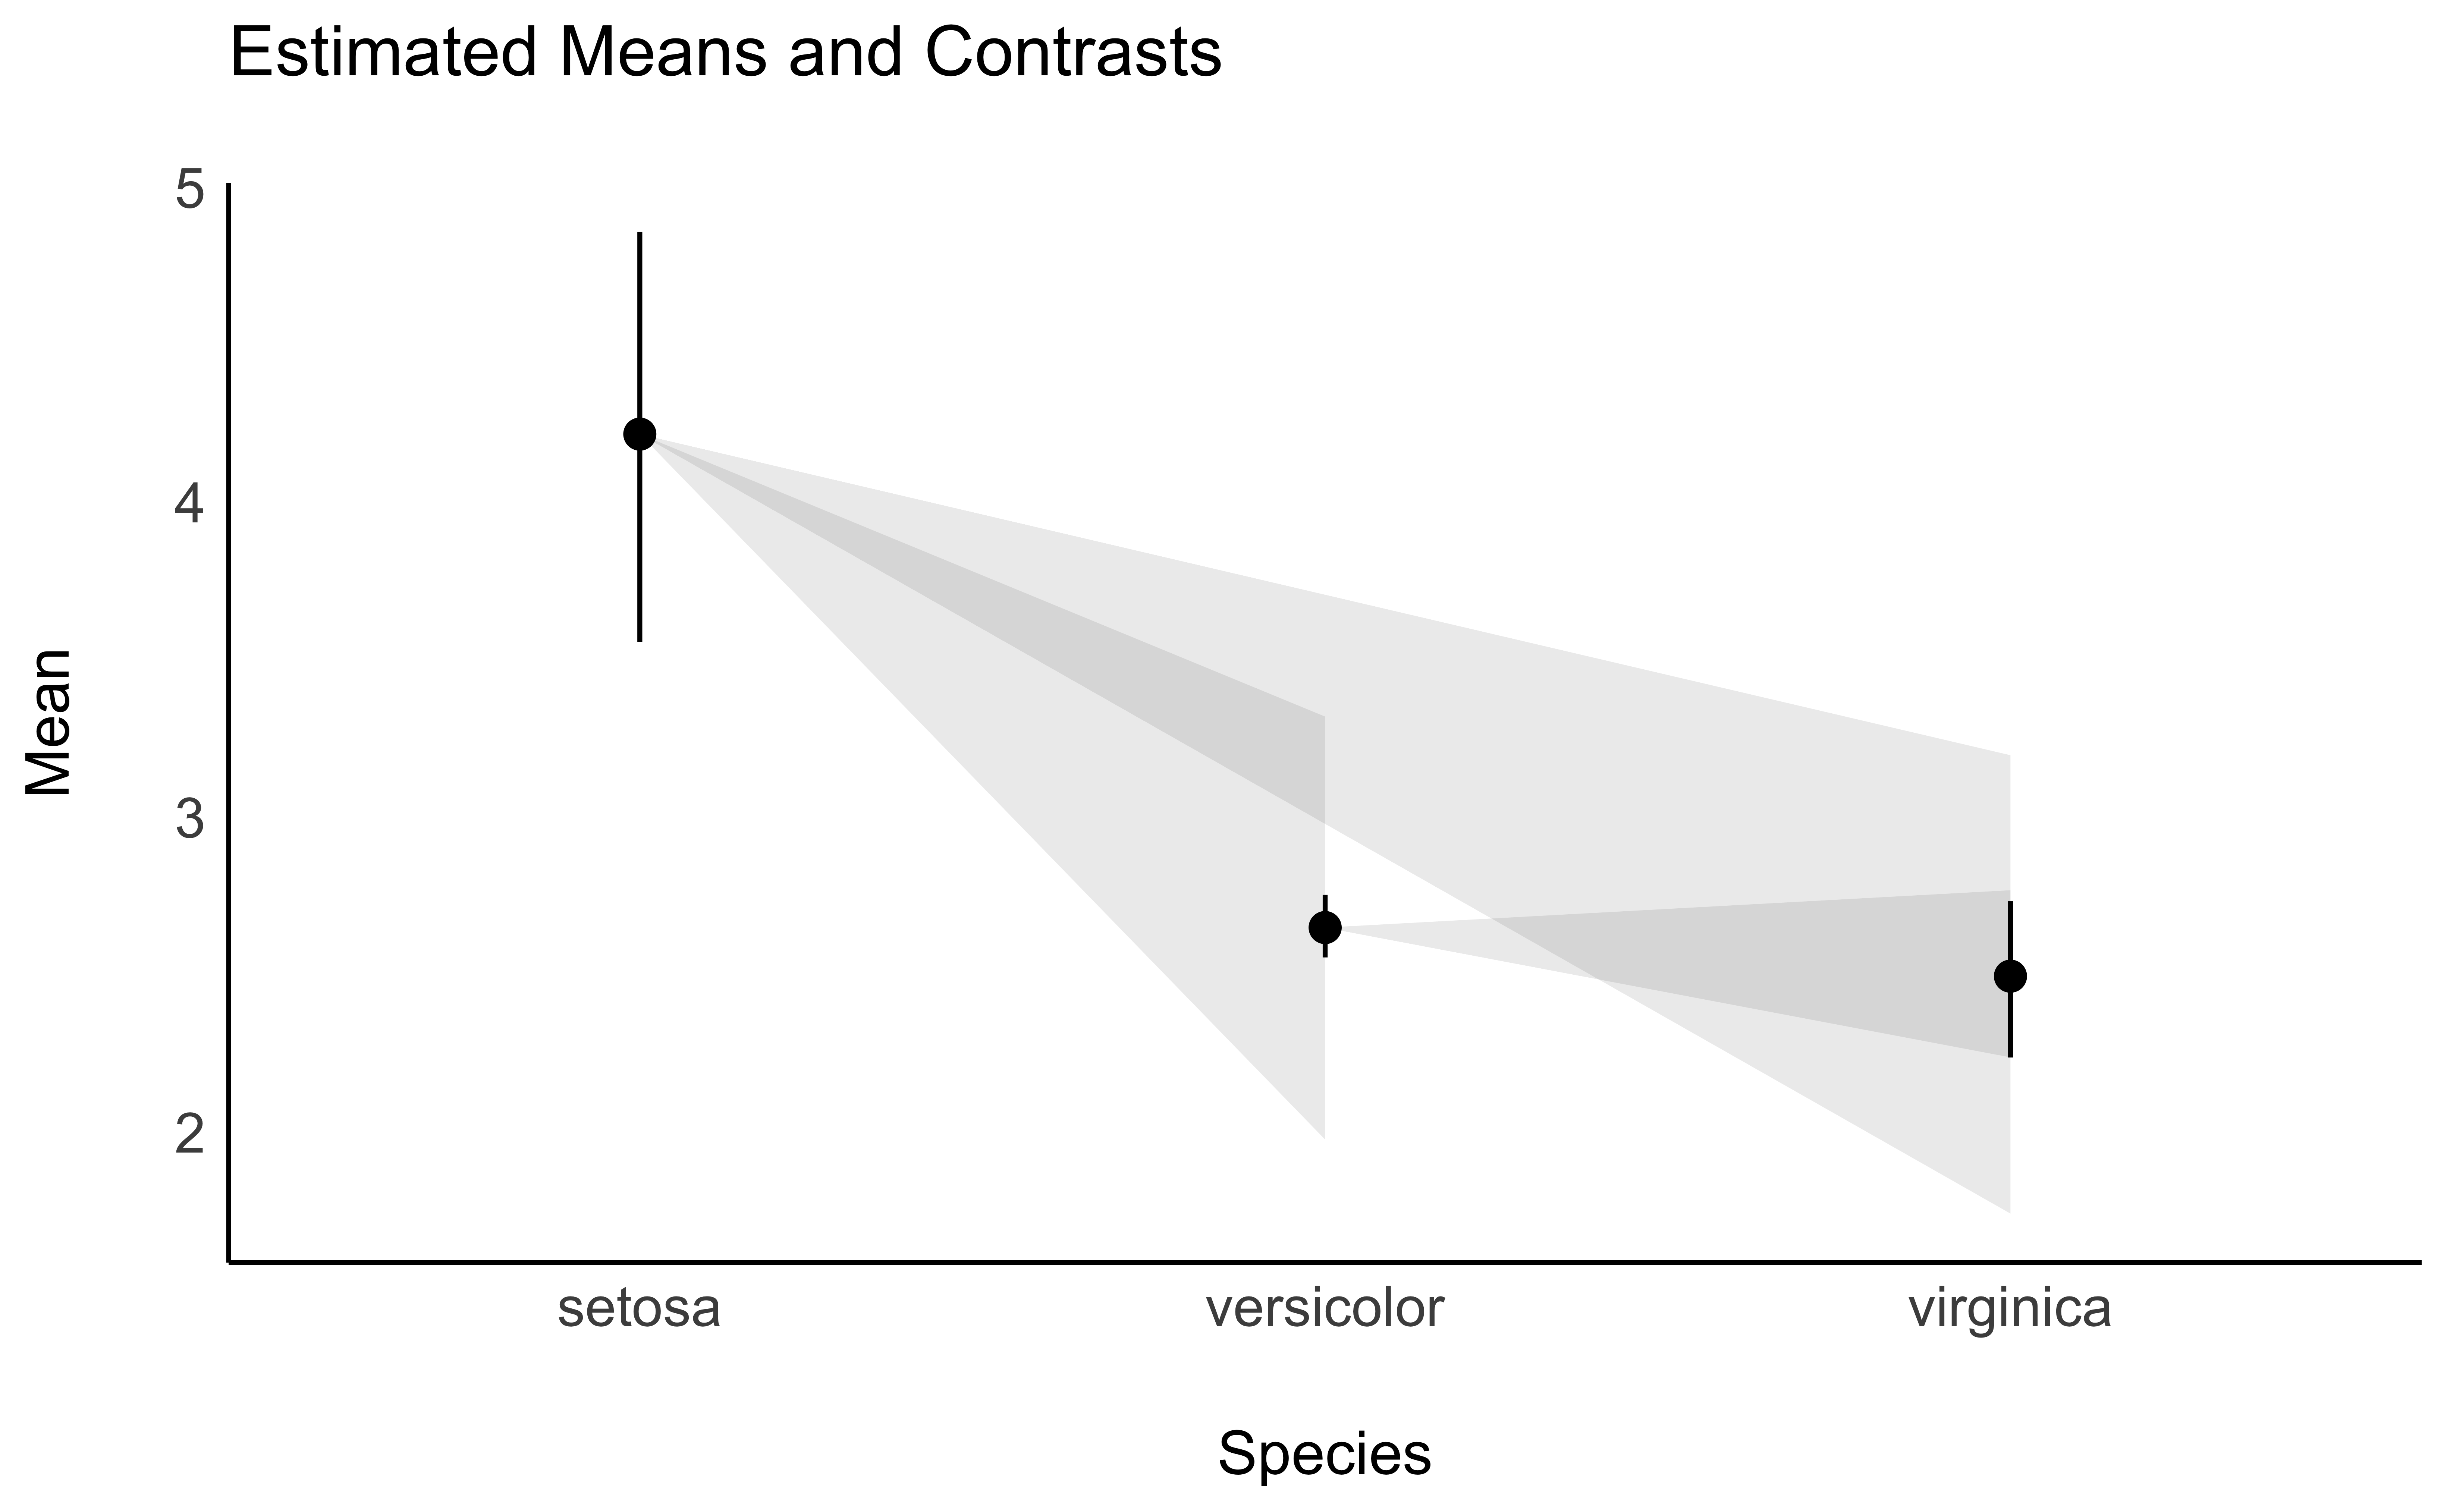 Estimated Means and Contrasts
5
4
3
2
Mean
setosa versicolor virginica
Species